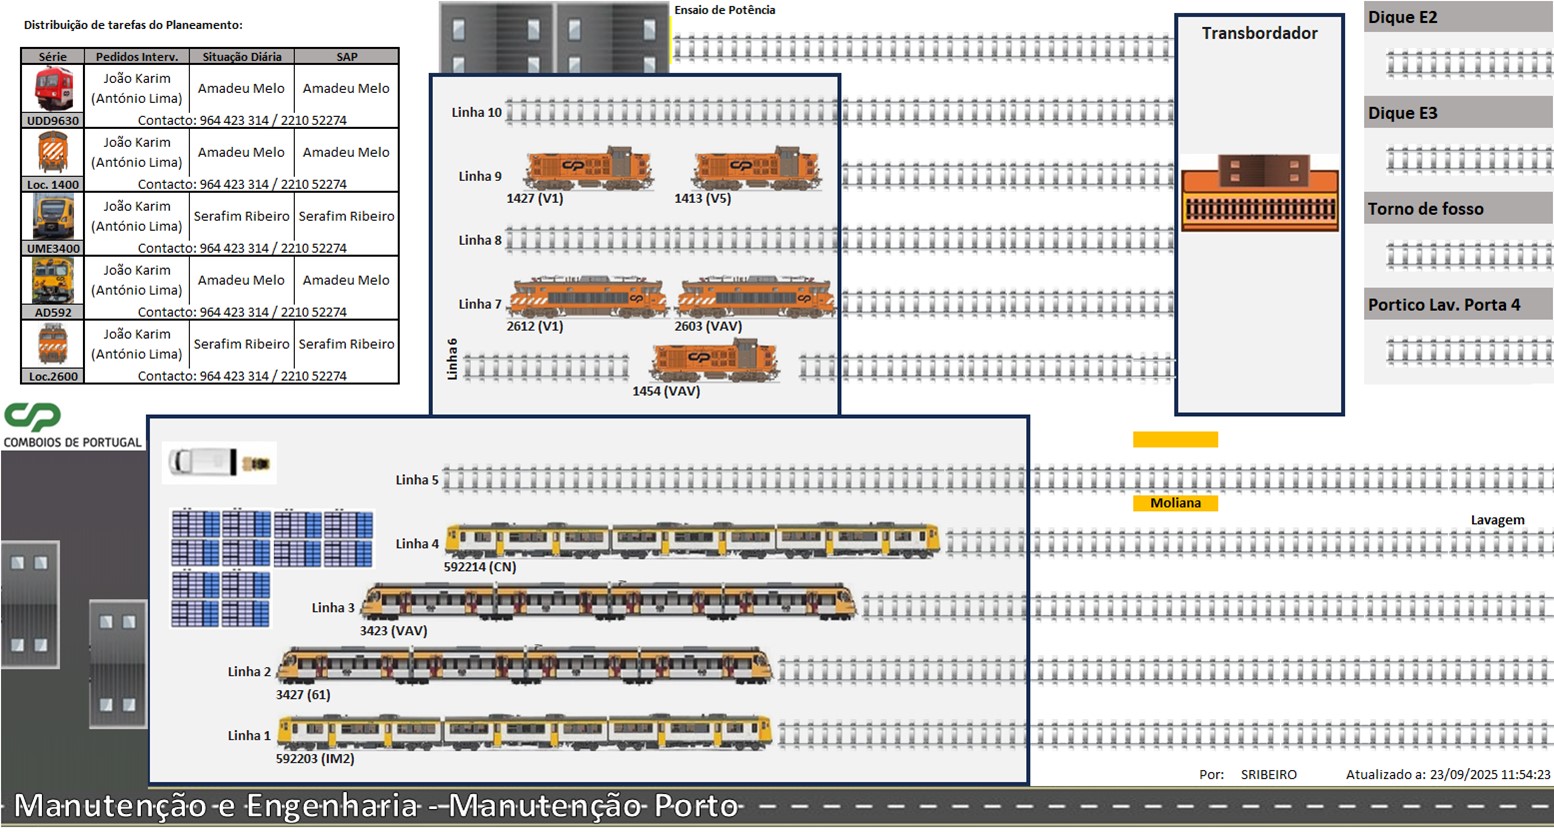 Distribuição de tarefas do Planeamento:
Série Pedidos Interv. Situação Diária SAP
João Karim
(António Lima) Amadeu Melo Amadeu Melo
UDD9630 Contacto: 964 423 314 / 2210 52274
João Karim
(António Lima) Amadeu Melo Amadeu Melo
Loc. 1400 Contacto: 964 423 314 / 2210 52274
João Karim
(António Lima) Serafim Ribeiro Serafim Ribeiro
UME3400 Contacto: 964 423 314 / 2210 52274
João Karim
(António Lima) Amadeu Melo Amadeu Melo
AD592 Contacto: 964 423 314 / 2210 52274
João Karim
(António Lima) Serafim Ribeiro Serafim Ribeiro
Loc.2600 Contacto: 964 423 314 / 2210 52274
CP
COMBOIOS DE PORTUGAL
Ensaio de Potência
Linha 10
Linha 9
1427 (V1) 1413 (V5)
Linha 8
Linha 7
2612 (V1) 2603 (VAV)
Linha 6
1454 (VAV)
Transbordador
Dique E2
Dique E3
Torno de fosso
Portico Lav. Porta 4
Linha 5
Moliana
Lavagem
Linha 4
592214 (CN)
Linha 3
3423 (VAV)
Linha 2
3427 (61)
Linha 1
592203 (IM2)
Por: SRIBEIRO Atualizado a: 23/09/2025 11:54:23
Manutenção e Engenharia - Manutenção Porto